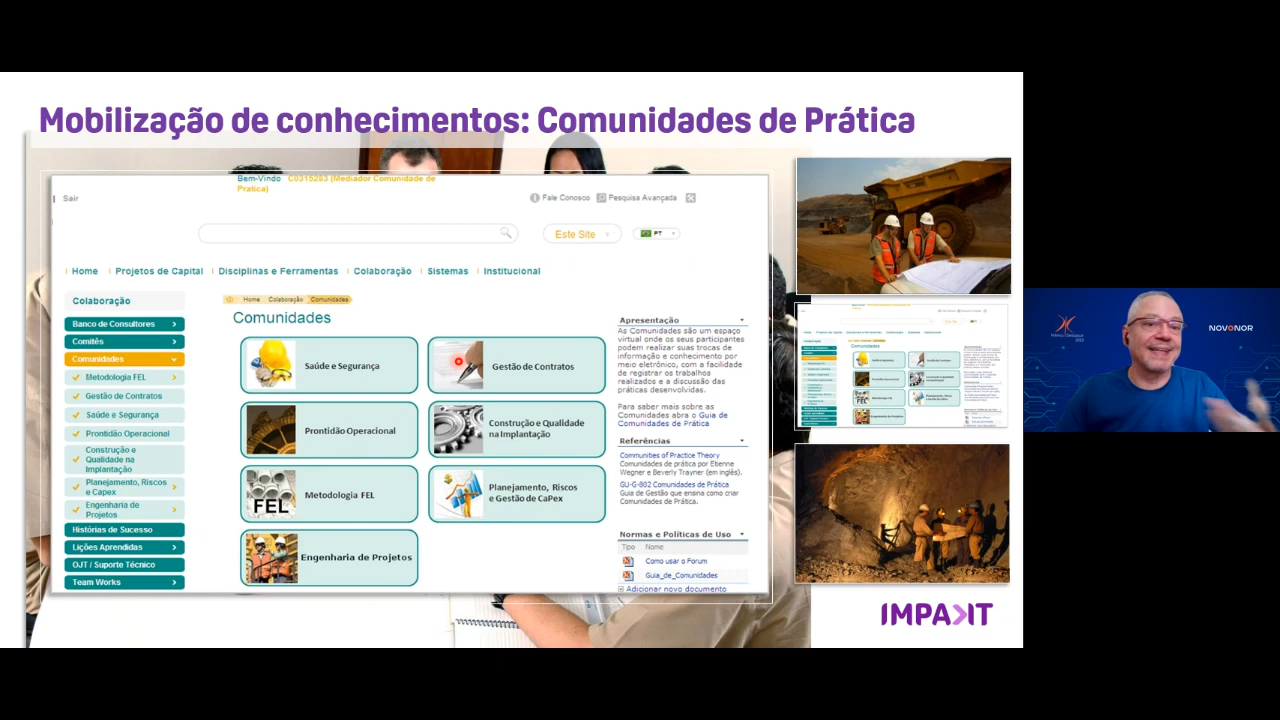 Mobilização de conhecimentos: Comunidades de Prática
Bem-Vindo C0315283 (Mediador Comunidade de
Pratica)
Sair
Fale Conosco
Pesquisa Avançada
Este Site
PT
Home
Projetos de Capital
Disciplinas e Ferramentas
Colaboração
Sistemas
Institucional
Colaboração
Banco de Consultores
Comitês
Comunidades
Metodologia FEL
Gestão de Contratos
Saúde e Segurança
Prontidão Operacional
Construção e
Qualidade na
Implantação
Planejamento, Riscos
e Capex
Engenharia de
Projetos
Histórias de Sucesso
Lições Aprendidas
OJT / Suporte Técnico
Team Works
Home Colaboração Comunidades
Comunidades
Saúde e Segurança
Gestão de Contratos
Prontidão Operacional
Construção e Qualidade
na Implantação
FEL
Metodologia FEL
Planejamento, Riscos
e Gestão de CaPex
Engenharia de Projetos
Apresentação
As Comunidades são um espaço
virtual onde os seus participantes
podem realizar suas trocas de
informação e conhecimento por
meio eletrônico, com a facilidade
de registrar os trabalhos
realizados e a discussão das
práticas desenvolvidas.
Para saber mais sobre as
Comunidades abra o Guia de
Comunidades de Prática
Referências
Communities of Practice Theory
Comunidades de prática por Etienne
Wegner e Beverly Trayner (em inglês).
GU-G-802 Comunidades de Prática
Guia de Gestão que ensina como criar
Comunidades de Prática.
Normas e Políticas de Uso
Tipo Nome
Como usar o Forum
Guia_de_Comunidades
Adicionar novo documento
IMPAKT
NOVONOR